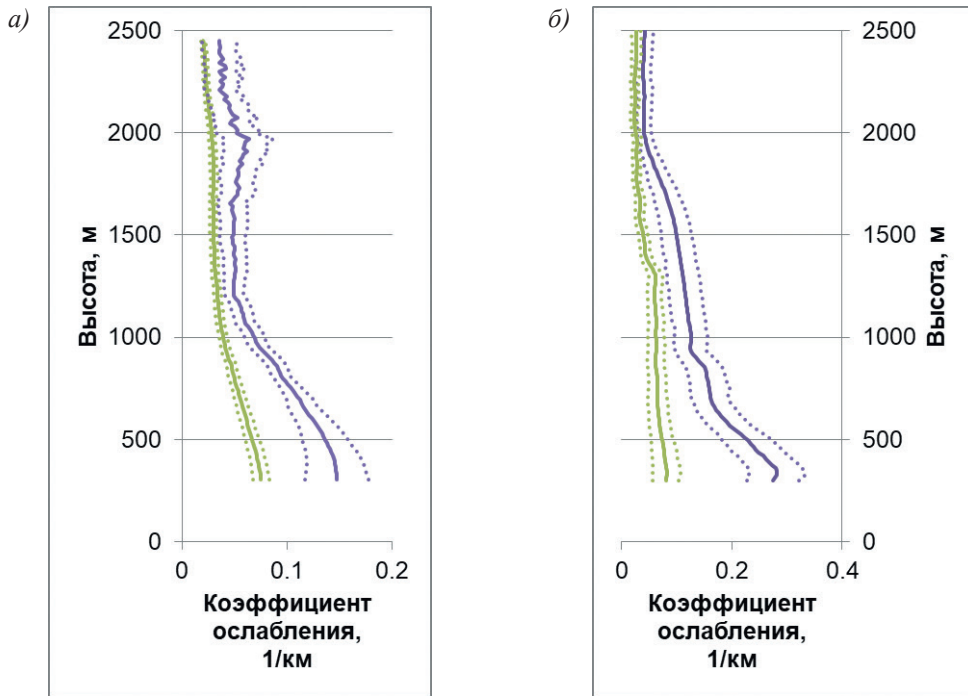 а)
2500
2000
1500
1000
500
0
Высота, м
0 0.1 0.2
Коэффициент
ослабления,
1/км
б)
2500
2000
1500
1000
500
0
Высота, м
0 0.2 0.4
Коэффициент
ослабления,
1/км